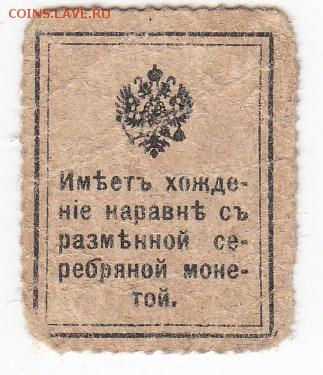 COINS.LAVE.RU
Имѣетъ хожде-
ніе наравнѣ съ
размѣнной се-
ребряной моне-
той.